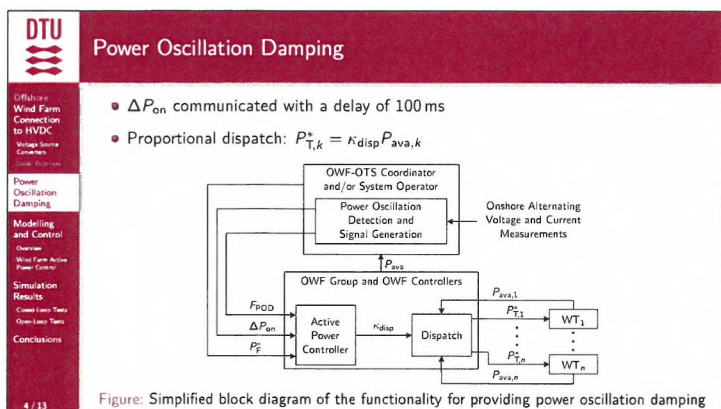 DTU
Power Oscillation Damping
Offshore
Wind Farm
Connection
to HVDC
Voltage Source
Converters
Power
Oscillation
Damping
Modelling
and Control
Overview
Wind Farm Active
Power Control
Simulation
Results
Closed-Loop Tests
Open-Loop Tests
Conclusions
4 / 13
ΔP_on communicated with a delay of 100 ms
Proportional dispatch: P*_T,k = κ_disp P_ava,k
OWF-OTS Coordinator
and/or System Operator
Power Oscillation
Detection and
Signal Generation
Onshore Alternating
Voltage and Current
Measurements
P_ava
OWF Group and OWF Controllers
F_POD
ΔP_on
P*_F
Active
Power
Controller
κ_disp
Dispatch
P_ava,1
P*_T,1
WT_1
P*_T,n
WT_n
P_ava,n
Figure: Simplified block diagram of the functionality for providing power oscillation damping